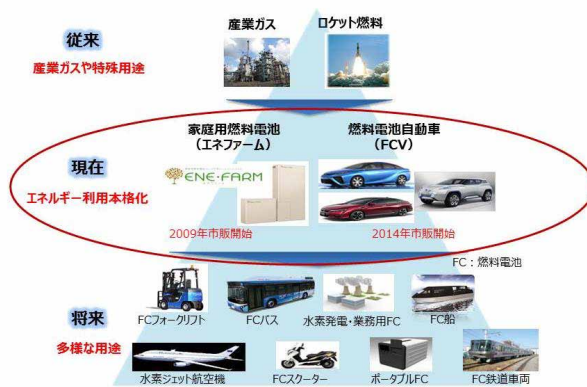 産業ガス
ロケット燃料
従来
産業ガスや特殊用途
家庭用燃料電池
(エネファーム)
燃料電池自動車
(FCV)
現在
エネルギー利用本格化
ENE・FARM
2009年市販開始
2014年市販開始
FC:燃料電池
将来
多様な用途
FCフォークリフト
FCバス
水素発電・業務用FC
FC船
水素ジェット航空機
FCスクーター
ポータブルFC
FC鉄道車両